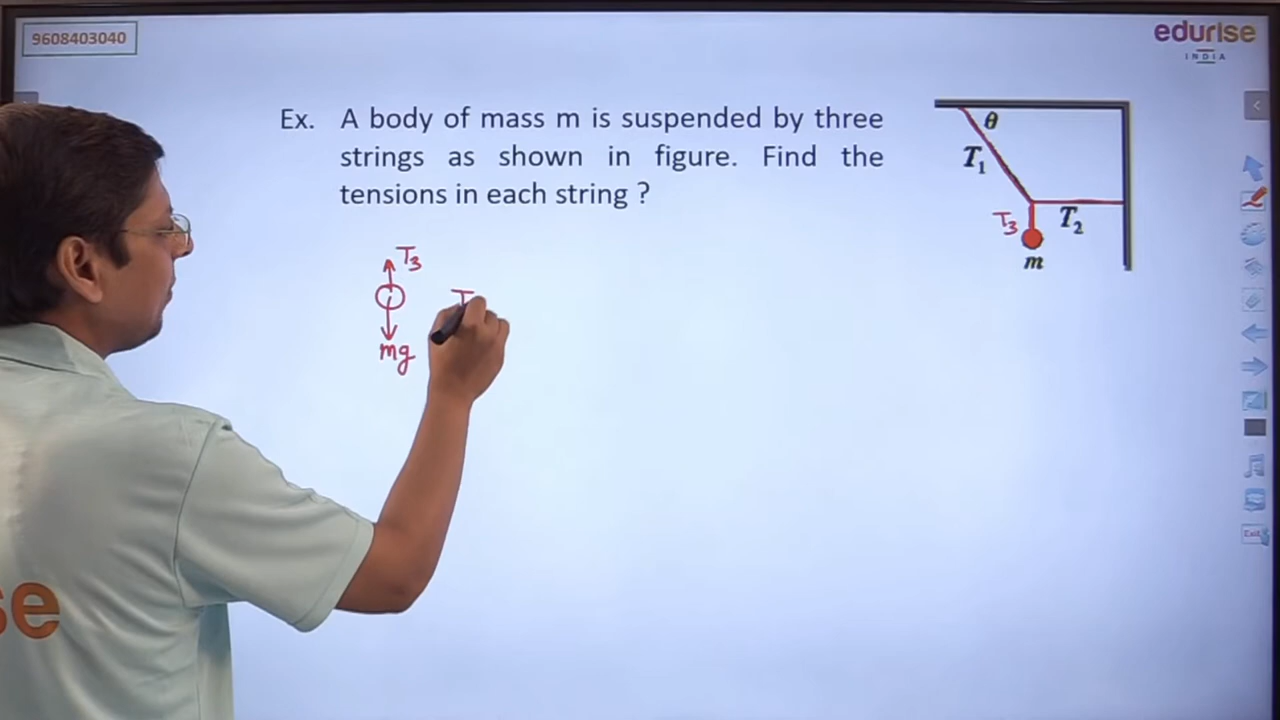 9608403040
edurise
INDIA
Ex. A body of mass m is suspended by three
strings as shown in figure. Find the
tensions in each string ?
θ
T₁
T₃
T₂
m
T₃
mg
T
Exit
se